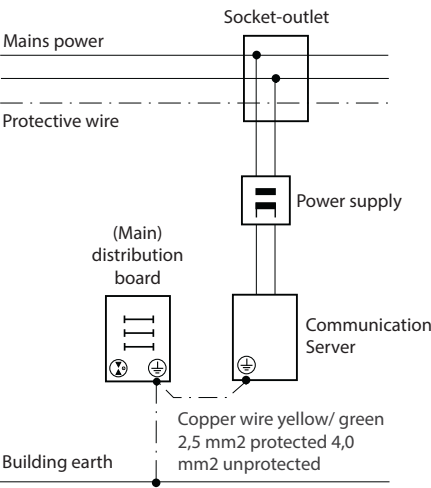 Socket-outlet
Mains power
Protective wire
Power supply
(Main)
distribution
board
Communication
Server
Copper wire yellow/ green
2,5 mm2 protected 4,0
mm2 unprotected
Building earth